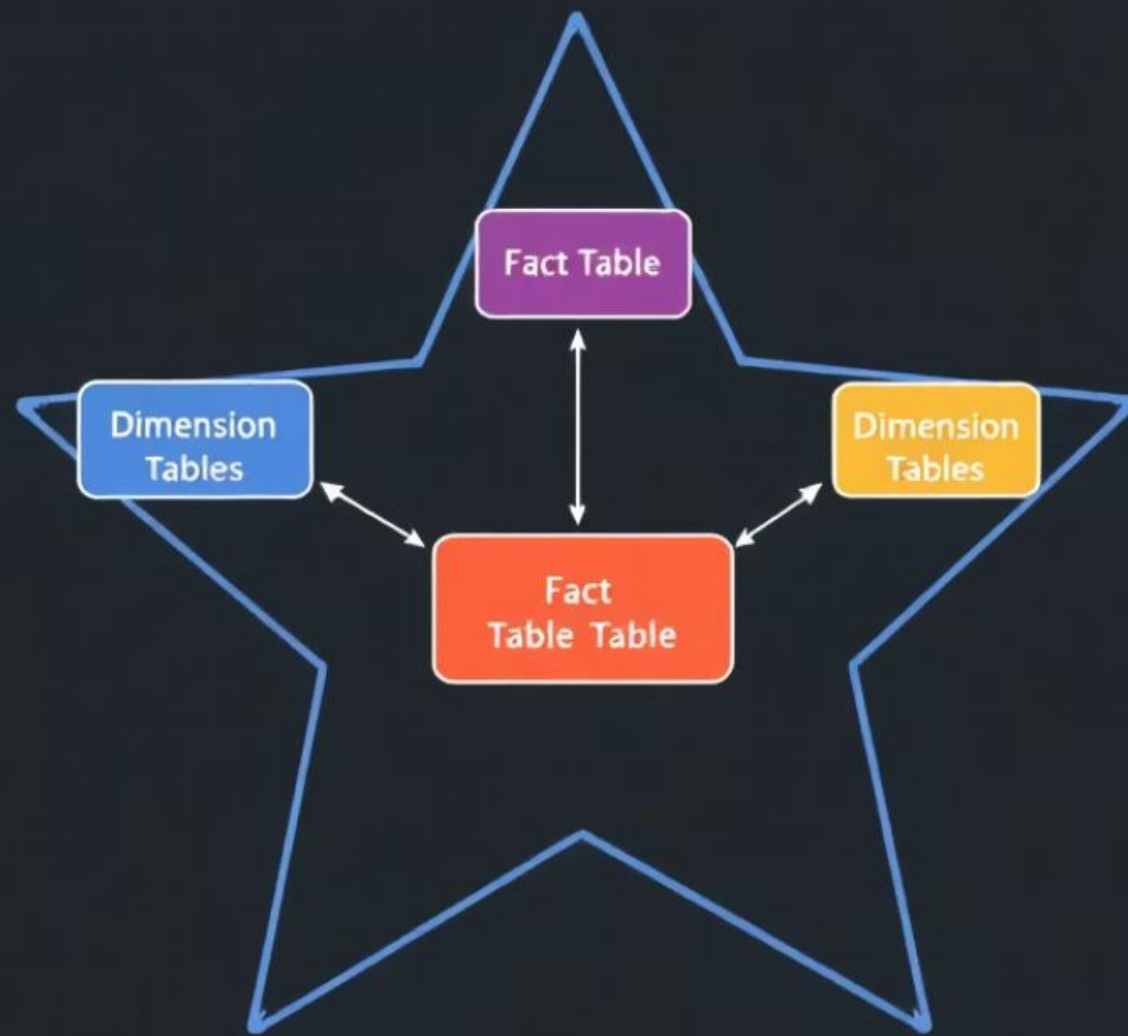 Fact Table
Dimension
Tables
Dimension
Tables
Fact
Table Table